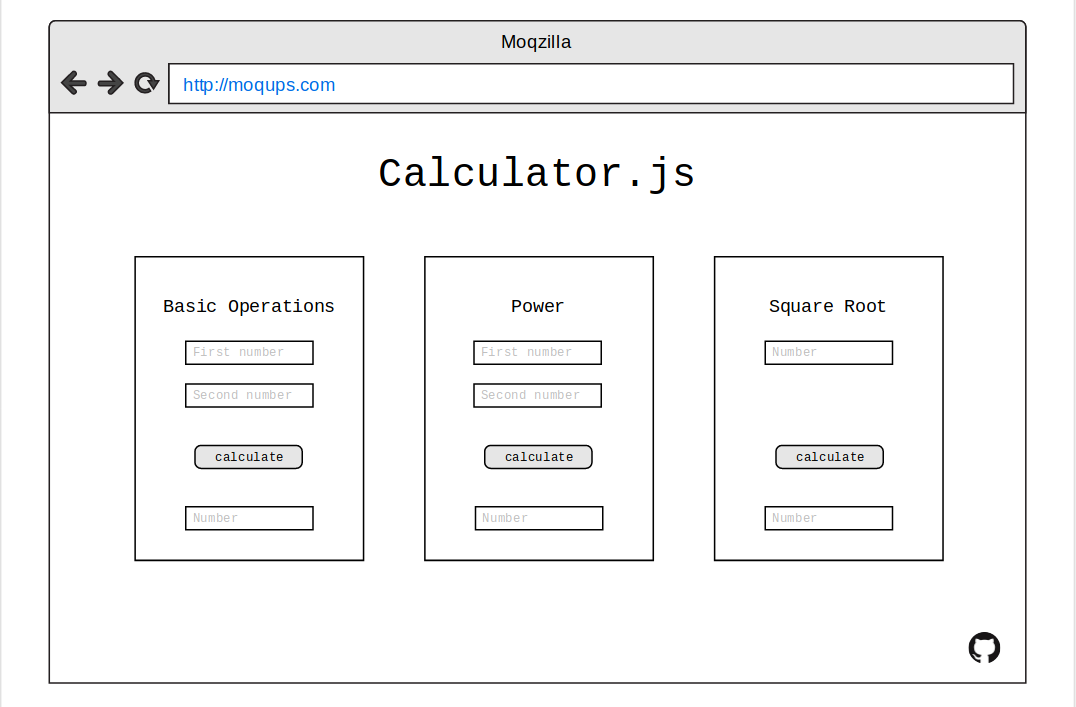 Moqzilla
http://moqups.com
Calculator.js
Basic Operations
First number
Second number
calculate
Number
Power
First number
Second number
calculate
Number
Square Root
Number
calculate
Number